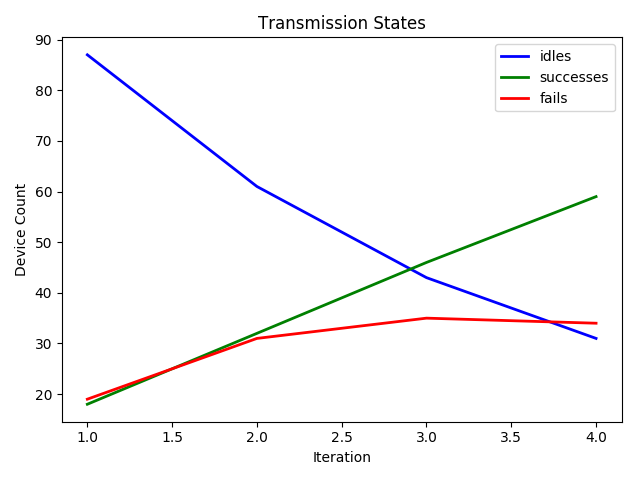 Transmission States
idles
successes
fails
Device Count
90
80
70
60
50
40
30
20
1.0 1.5 2.0 2.5 3.0 3.5 4.0
Iteration